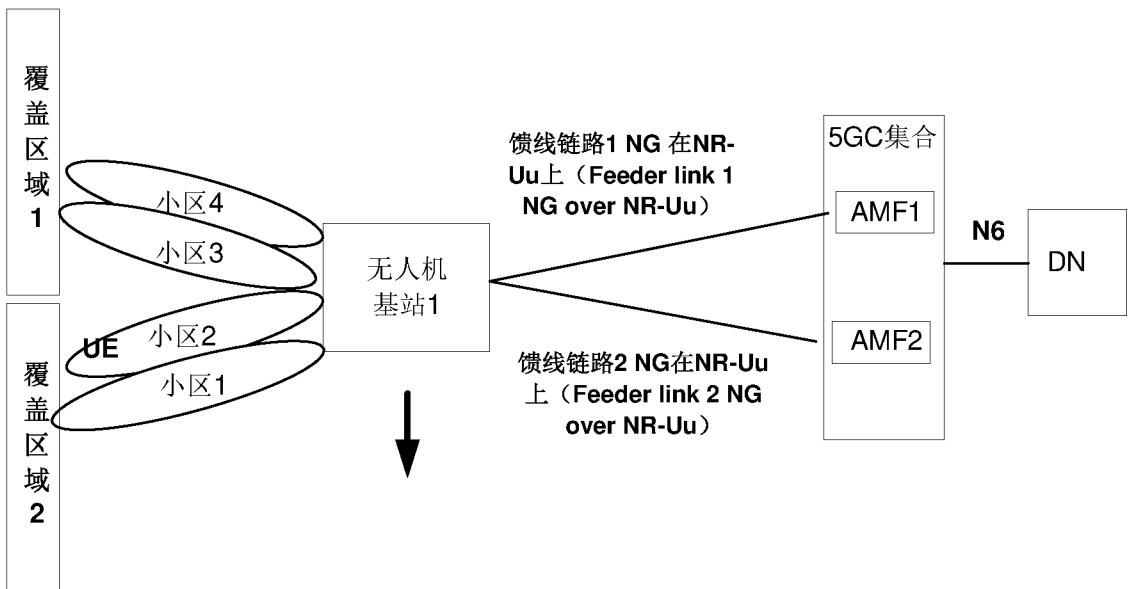 覆盖区域1
覆盖区域2
小区4
小区3
小区2
UE
小区1
无人机
基站1
馈线链路1 NG 在NR-
Uu上（Feeder link 1
NG over NR-Uu）
馈线链路2 NG在NR-Uu
上（Feeder link 2 NG
over NR-Uu）
5GC集合
AMF1
AMF2
N6
DN